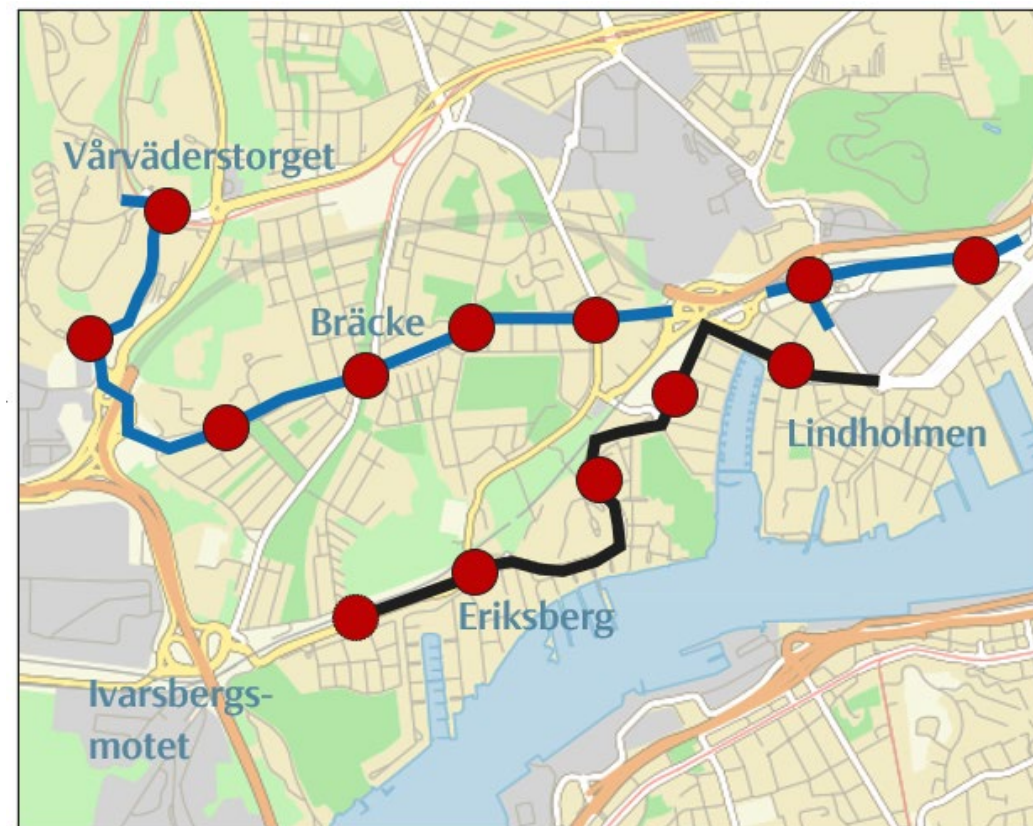 Vårväderstorget
Bräcke
Lindholmen
Eriksberg
Ivarsbergs-
motet